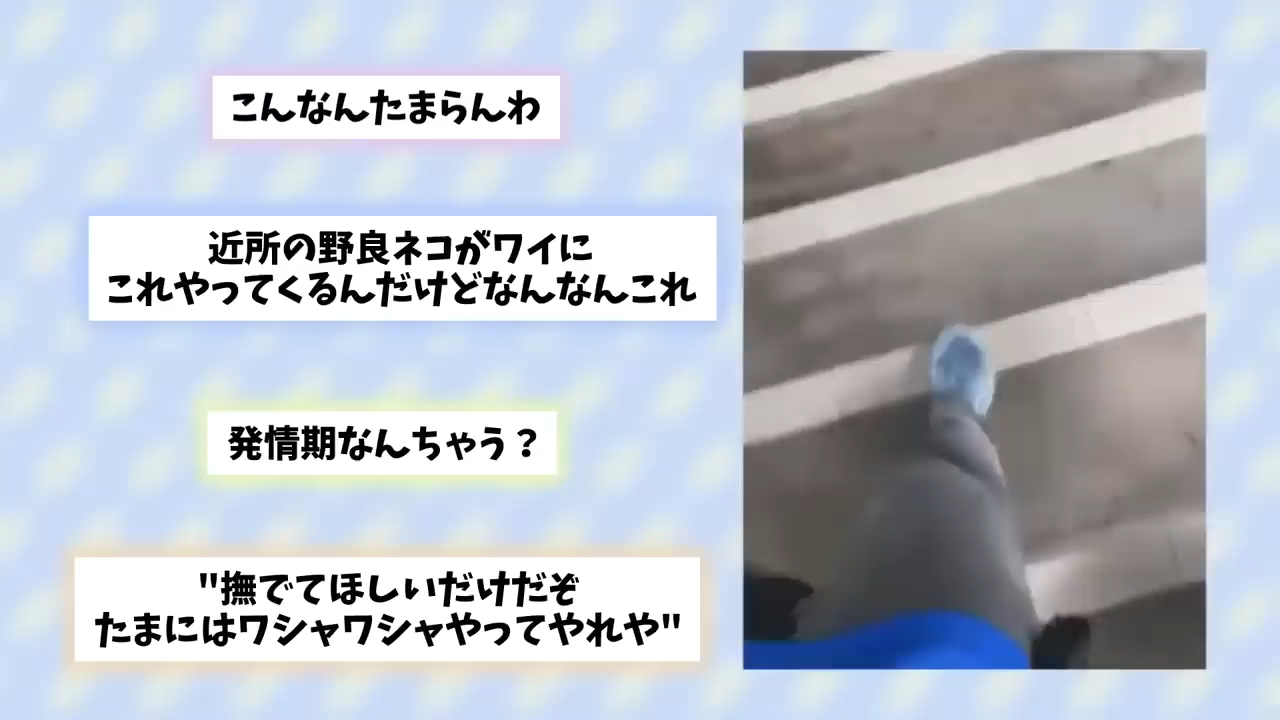 こんなんたまらんわ
近所の野良ネコがワイに
これやってくるんだけどなんなんこれ
発情期なんちゃう？
"撫でてほしいだけだぞ
たまにはワシャワシャやってやれや"